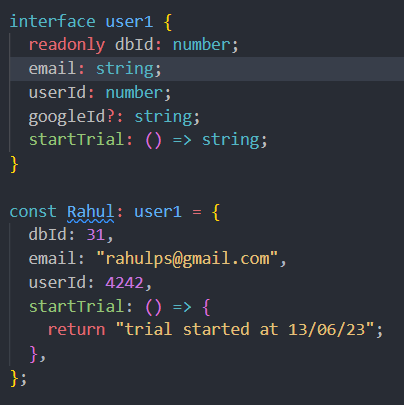 interface user1 {
  readonly dbId: number;
  email: string;
  userId: number;
  googleId?: string;
  startTrial: () => string;
}

const Rahul: user1 = {
  dbId: 31,
  email: "rahulps@gmail.com",
  userId: 4242,
  startTrial: () => {
    return "trial started at 13/06/23";
  },
};